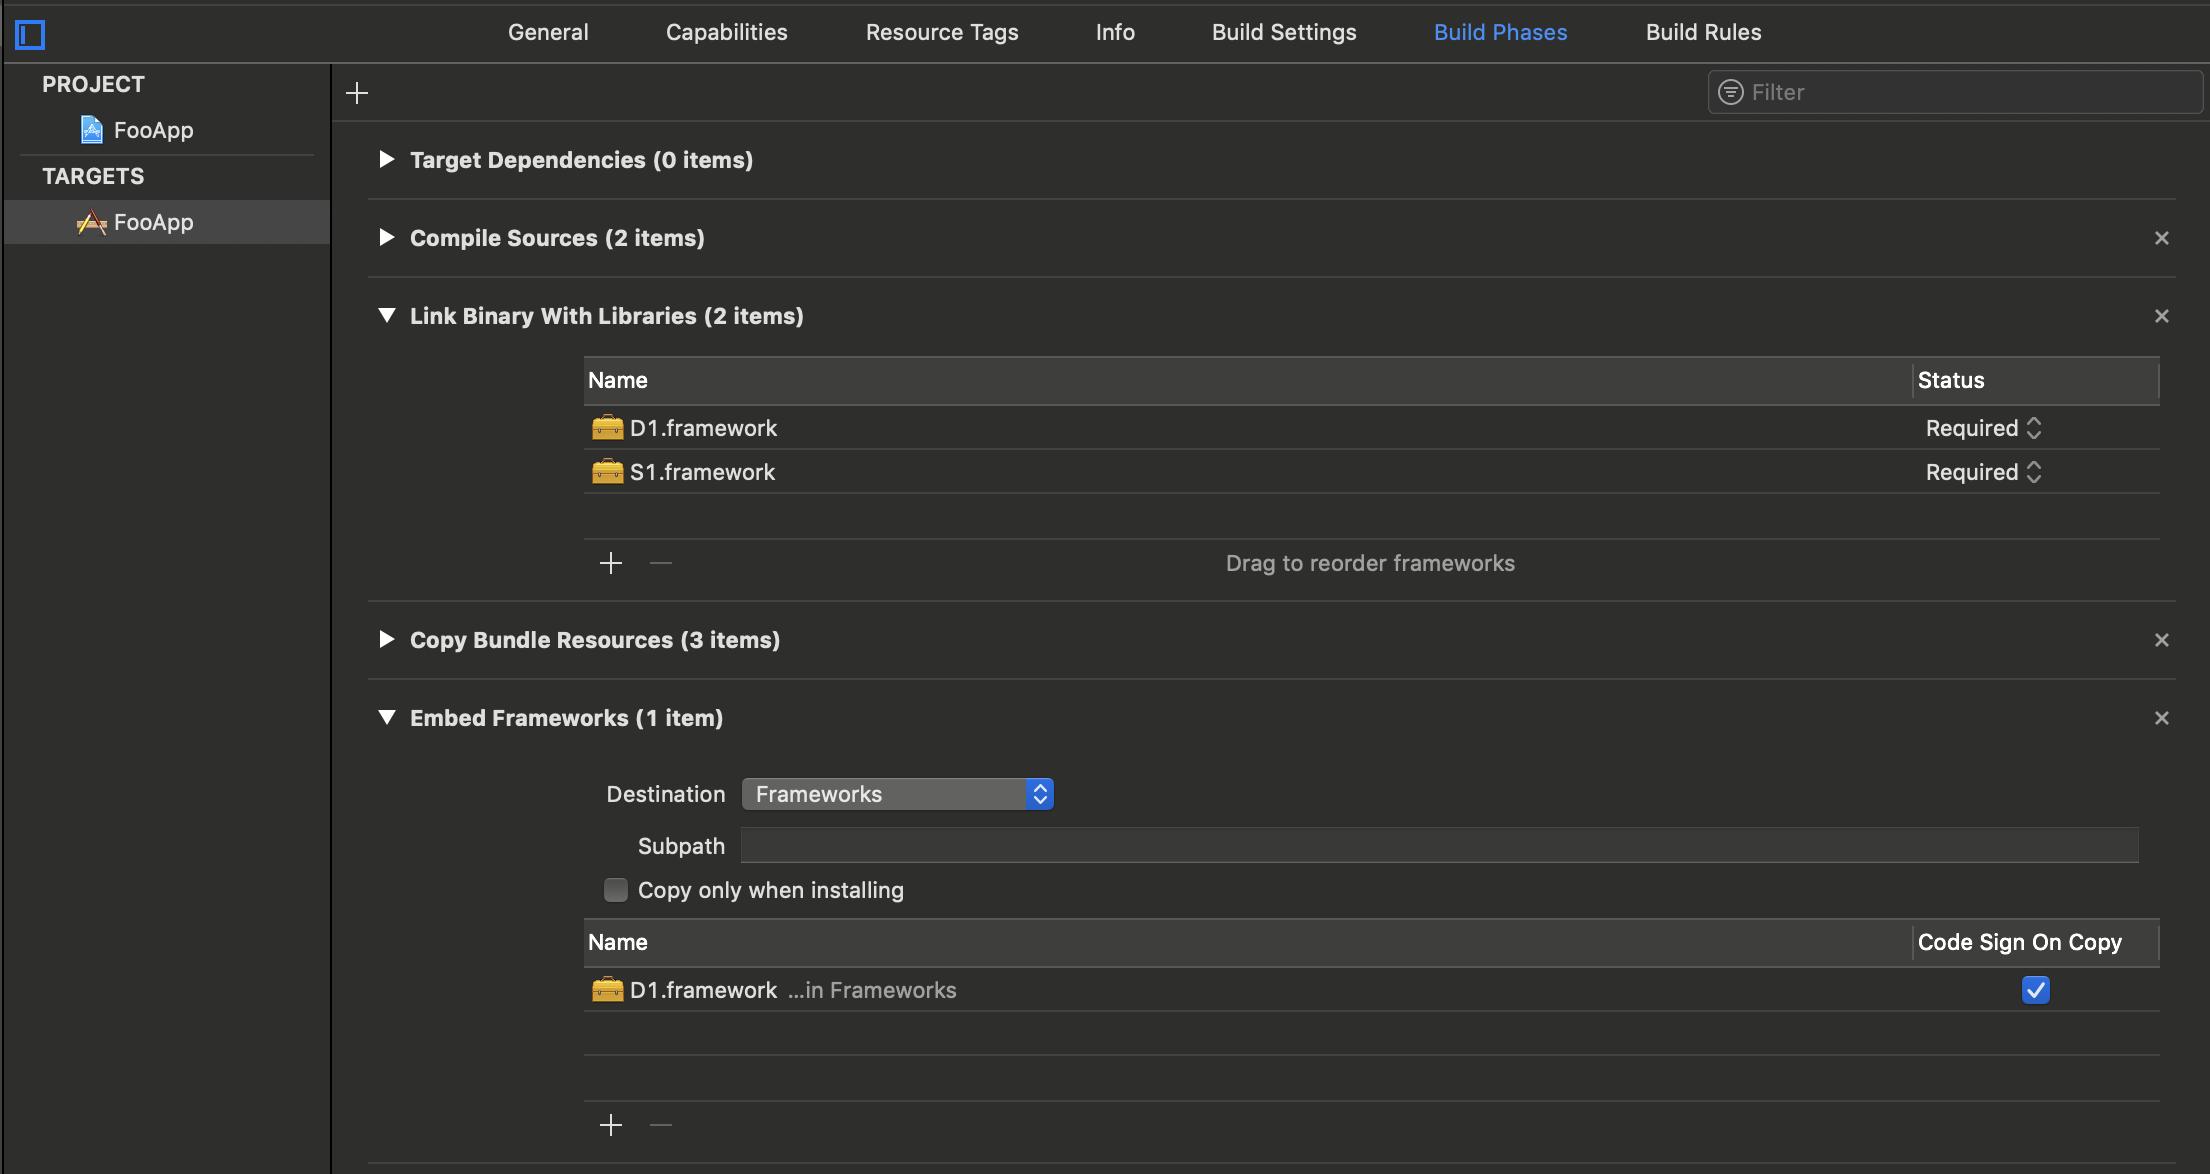 General Capabilities Resource Tags Info Build Settings Build Phases Build Rules
PROJECT
FooApp
TARGETS
FooApp
Filter
Target Dependencies (0 items)
Compile Sources (2 items)
Link Binary With Libraries (2 items)
Name Status
D1.framework Required
S1.framework Required
Drag to reorder frameworks
Copy Bundle Resources (3 items)
Embed Frameworks (1 item)
Destination Frameworks
Subpath
Copy only when installing
Name Code Sign On Copy
D1.framework ...in Frameworks